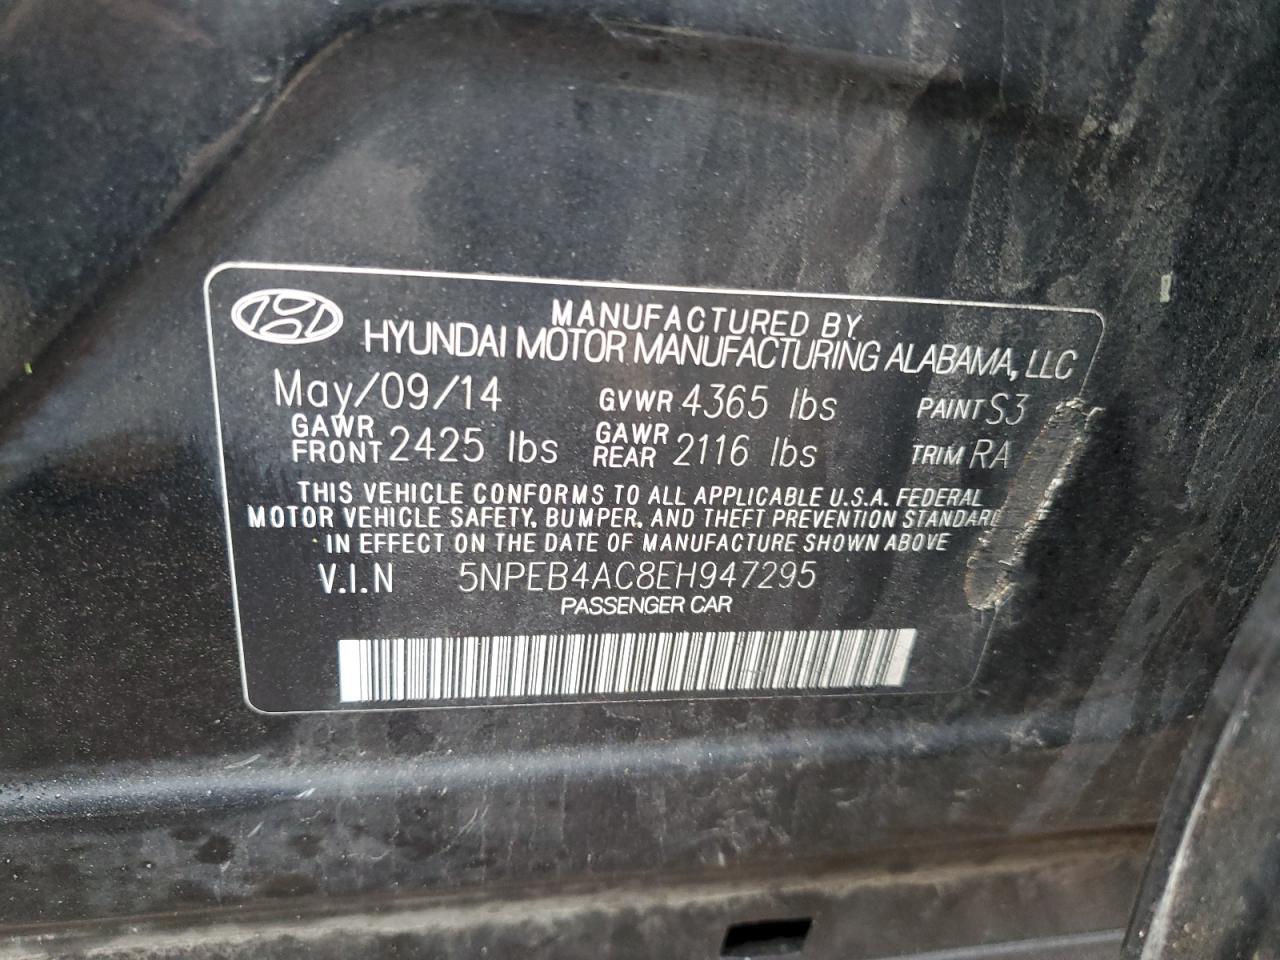 MANUFACTURED BY
HYUNDAI MOTOR MANUFACTURING ALABAMA, LLC
May/09/14 GVWR 4365 lbs PAINT S3
GAWR FRONT 2425 lbs GAWR REAR 2116 lbs TRIM RA
THIS VEHICLE CONFORMS TO ALL APPLICABLE U.S.A. FEDERAL
MOTOR VEHICLE SAFETY, BUMPER, AND THEFT PREVENTION STANDARD
IN EFFECT ON THE DATE OF MANUFACTURE SHOWN ABOVE
V.I.N 5NPEB4AC8EH947295
PASSENGER CAR